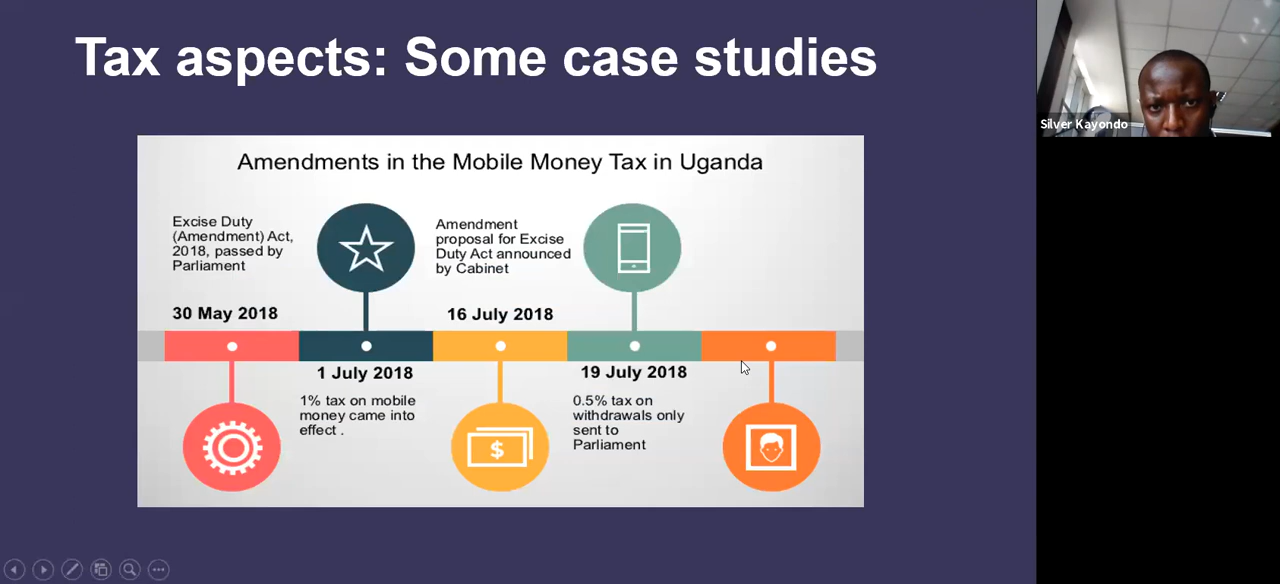 Tax aspects: Some case studies
Silver Kayondo
Amendments in the Mobile Money Tax in Uganda
Excise Duty
(Amendment) Act,
2018, passed by
Parliament
30 May 2018
1 July 2018
1% tax on mobile
money came into
effect .
Amendment
proposal for Excise
Duty Act announced
by Cabinet
16 July 2018
$
19 July 2018
0.5% tax on
withdrawals only
sent to
Parliament